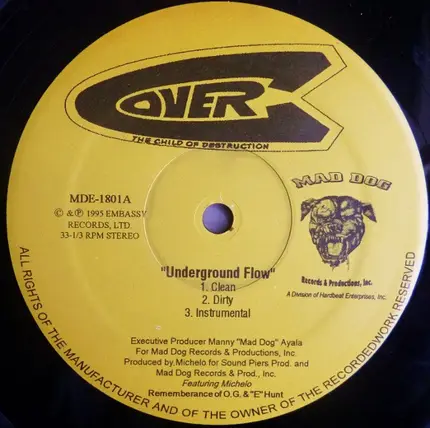 OVER
THE CHILD OF DESTRUCTION
MDE-1801A
© & ℗ 1995 EMBASSY
RECORDS, LTD.
33-1/3 RPM STEREO
MAD DOG
Records & Productions, Inc.
A Division of Hardbeat Enterprises, Inc.
"Underground Flow"
1. Clean
2. Dirty
3. Instrumental
Executive Producer Manny "Mad Dog" Ayala
For Mad Dog Records & Productions, Inc.
Produced by.Michelo for Sound Piers Prod. and
Mad Dog Records & Prod., Inc.
Featuring Michelo
Rememberance of O.G. & "E" Hunt
ALL RIGHTS OF THE MANUFACTURER AND OF THE OWNER OF THE RECORDEDWORK RESERVED